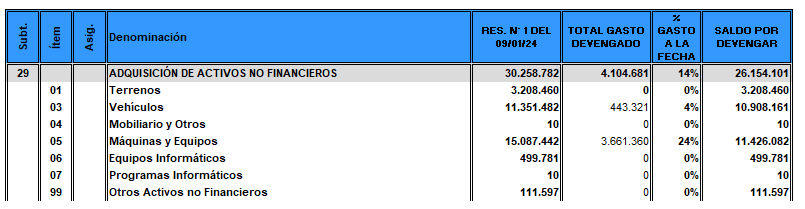 Subt. Ítem Asig. Denominación RES. N° 1 DEL 09/01/24 TOTAL GASTO DEVENGADO % GASTO A LA FECHA SALDO POR DEVENGAR
29 ADQUISICIÓN DE ACTIVOS NO FINANCIEROS 30.258.782 4.104.681 14% 26.154.101
01 Terrenos 3.208.460 0 0% 3.208.460
03 Vehículos 11.351.482 443.321 4% 10.908.161
04 Mobiliario y Otros 10 0 0% 10
05 Máquinas y Equipos 15.087.442 3.661.360 24% 11.426.082
06 Equipos Informáticos 499.781 0 0% 499.781
07 Programas Informáticos 10 0 0% 10
99 Otros Activos no Financieros 111.597 0 0% 111.597